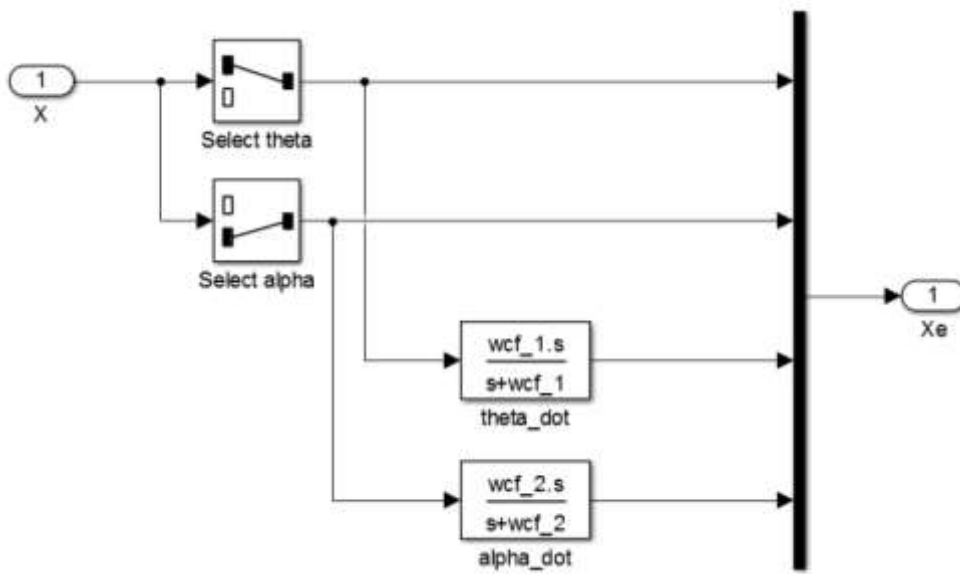 1
X
Select theta
Select alpha
wcf_1.s
s+wcf_1
theta_dot
wcf_2.s
s+wcf_2
alpha_dot
1
Xe